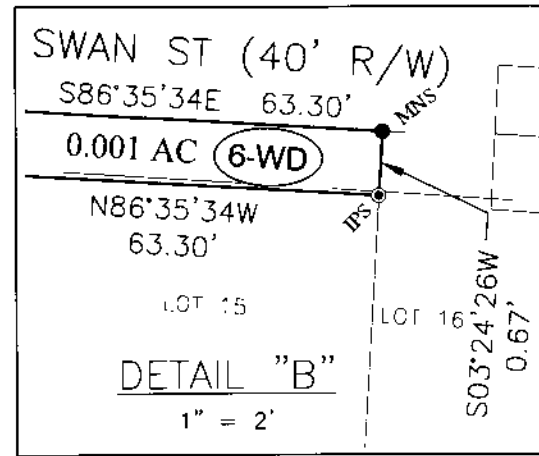 SWAN ST (40' R/W)
S86°35'34E 63.30'
MNS
0.001 AC 6-WD
IPS
N86°35'34W
63.30'
LOT 15
LOT 16
S03°24'26W
0.67'
DETAIL "B"
1" = 2'